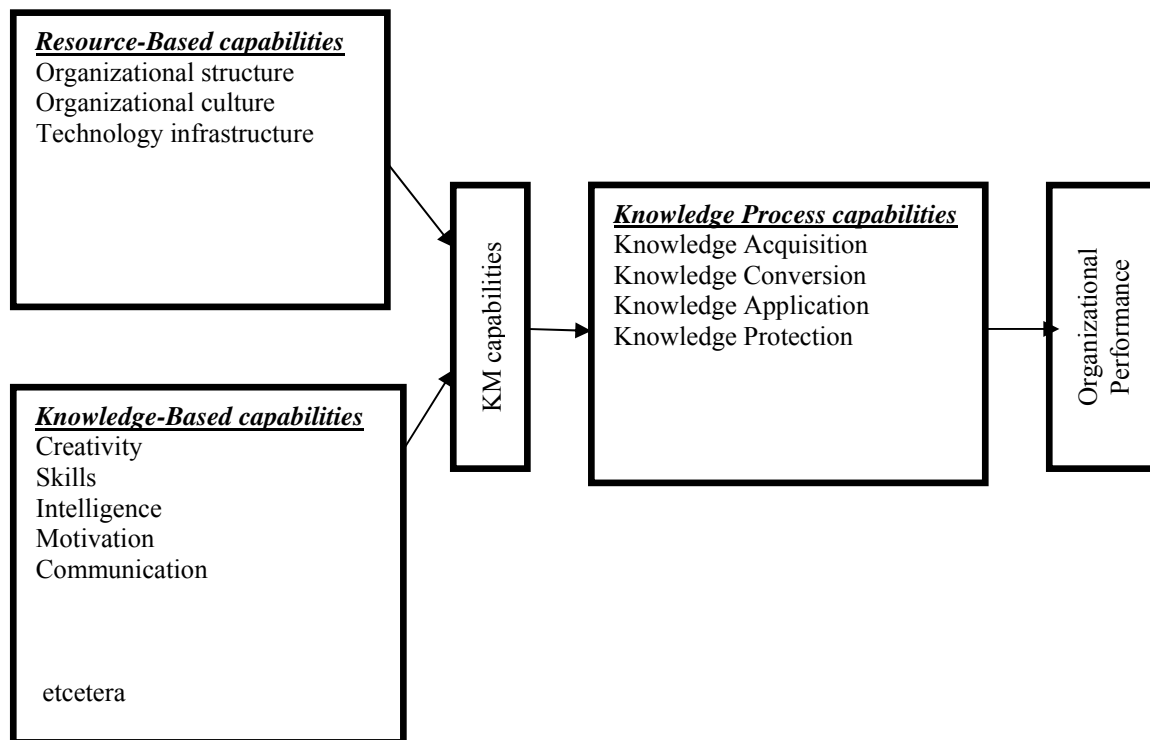 Resource-Based capabilities
Organizational structure
Organizational culture
Technology infrastructure
Knowledge-Based capabilities
Creativity
Skills
Intelligence
Motivation
Communication
etcetera
KM capabilities
Knowledge Process capabilities
Knowledge Acquisition
Knowledge Conversion
Knowledge Application
Knowledge Protection
Organizational
Performance